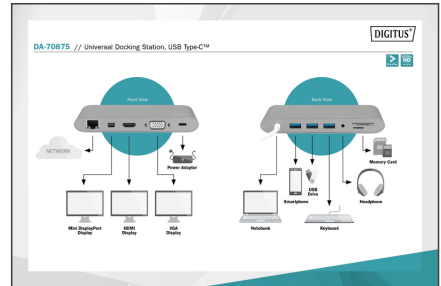 DIGITUS®
DA-70875 // Universal Docking Station, USB Type-C™
Front View
Back View
NETWORK
Power Adapter
Memory Card
USB
Drive
Smartphone
Headphone
Mini DisplayPort
Display
HDMI
Display
VGA
Display
Notebook
Keyboard